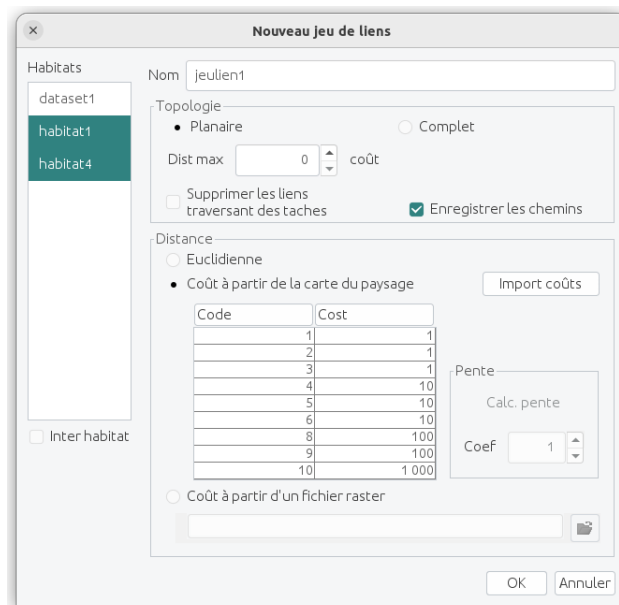 Nouveau jeu de liens
Habitats
dataset1
habitat1
habitat4
Inter habitat
Nom jeulien1
Topologie
Planaire Complet
Dist max 0 coût
Supprimer les liens
traversant des taches
Enregistrer les chemins
Distance
Euclidienne
Coût à partir de la carte du paysage Import coûts
Code Cost
1 1
2 1
3 1
4 10
5 10
6 10
8 100
9 100
10 1 000
Pente
Calc. pente
Coef 1
Coût à partir d'un fichier raster
OK Annuler